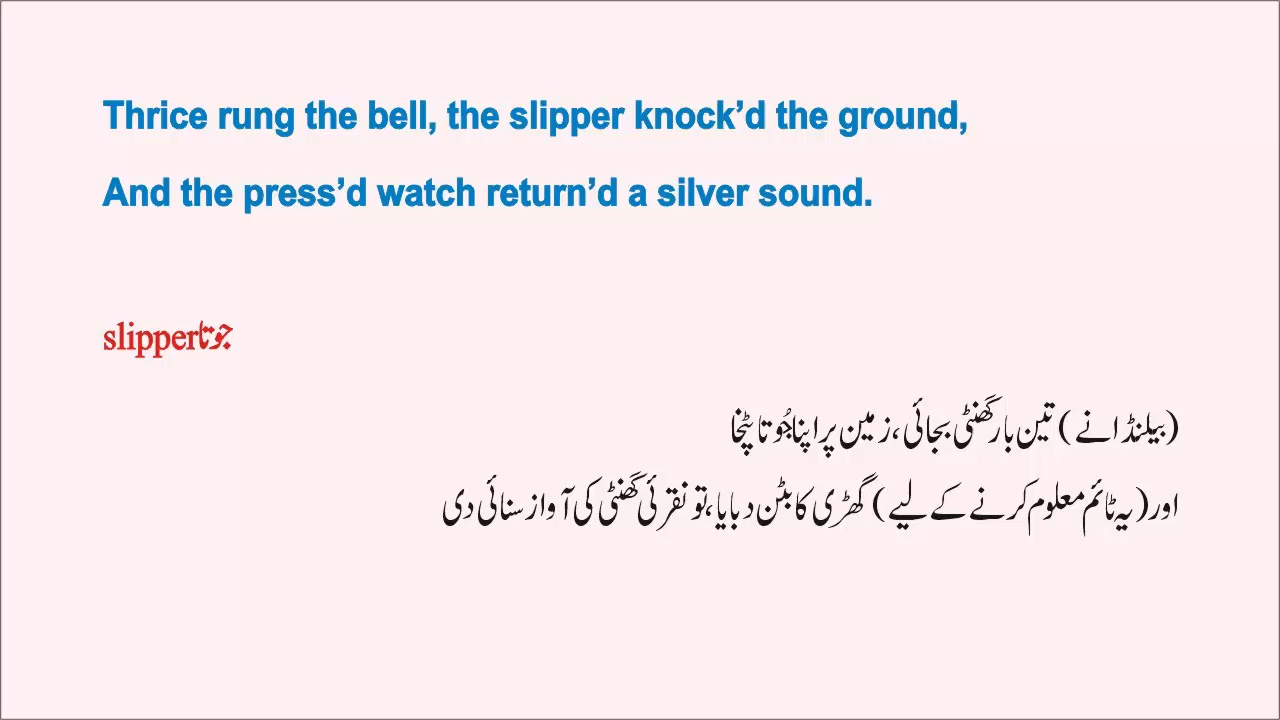 Thrice rung the bell, the slipper knock’d the ground,
And the press’d watch return’d a silver sound.
slipperجوتا
(بیلنڈا نے) تین بار گھنٹی بجائی، زمین پر اپنا جُوتا پٹخا
اور (یہ ٹائم معلوم کرنے کے لیے) گھڑی کا بٹن دبایا، تو نقرئی گھنٹی کی آواز سنائی دی